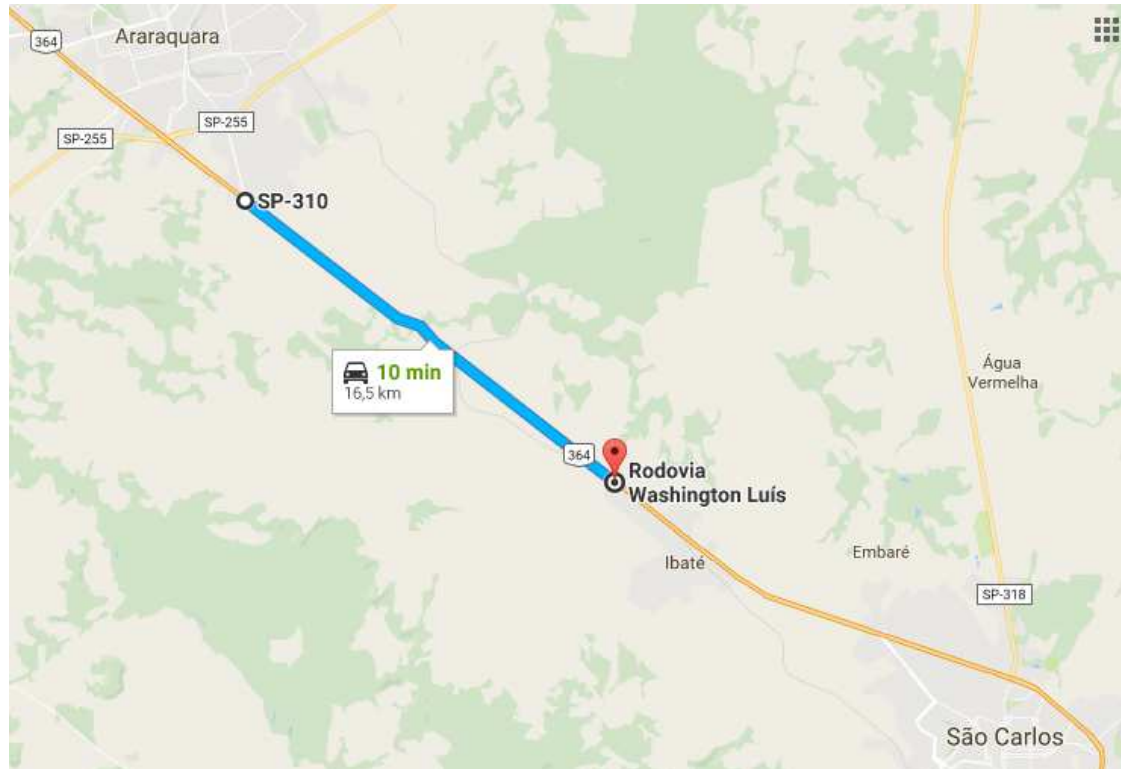 Araraquara
364
SP-255
SP-255
SP-310
10 min
16,5 km
364
Rodovia
Washington Luís
Água
Vermelha
Embaré
Ibaté
SP-318
São Carlos